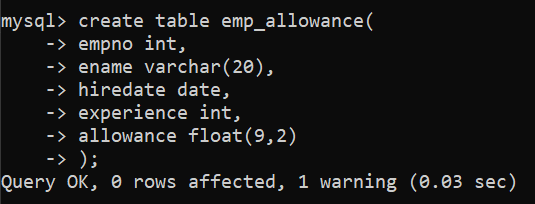 mysql> create table emp_allowance(
    -> empno int,
    -> ename varchar(20),
    -> hiredate date,
    -> experience int,
    -> allowance float(9,2)
    -> );
Query OK, 0 rows affected, 1 warning (0.03 sec)